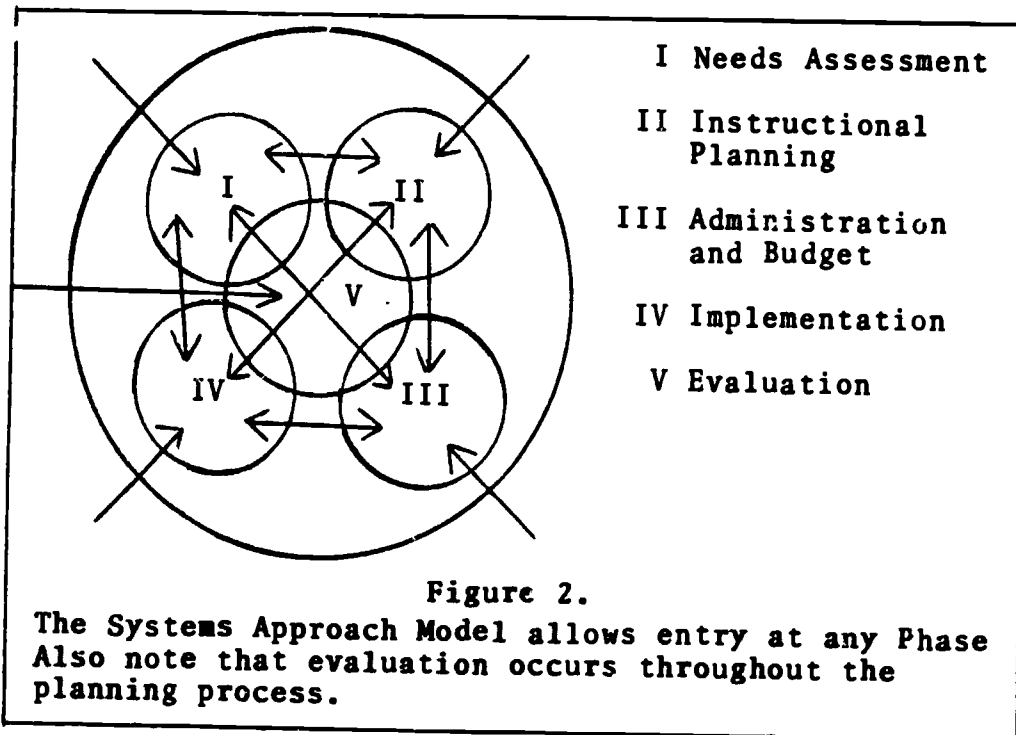 I Needs Assessment
II Instructional
Planning
III Administration
and Budget
IV Implementation
V Evaluation
I
II
V
IV
III
Figure 2.
The Systems Approach Model allows entry at any Phase
Also note that evaluation occurs throughout the
planning process.